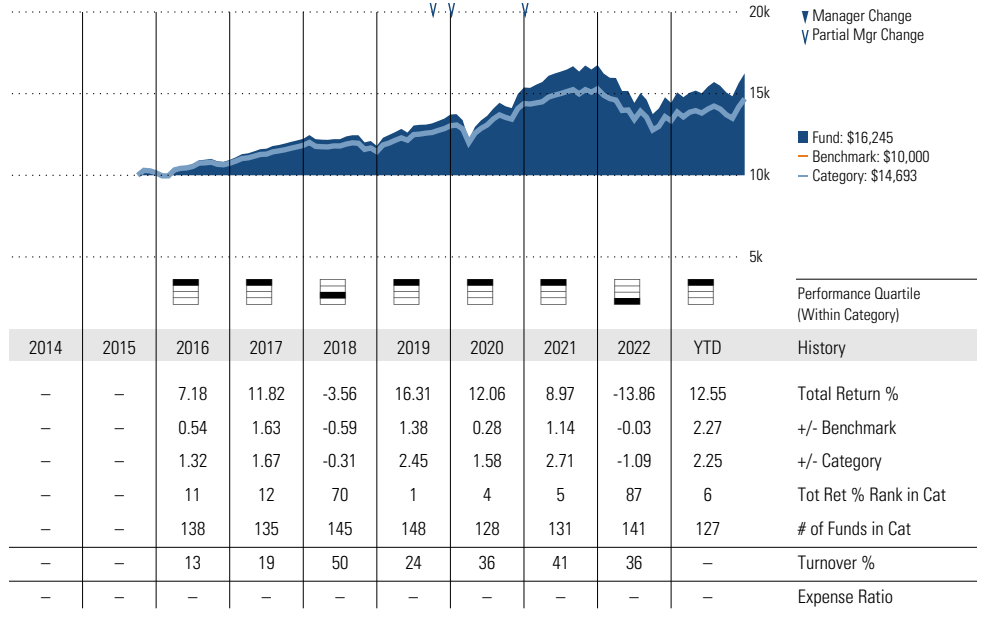 20k
Manager Change
Partial Mgr Change
15k
Fund: $16,245
Benchmark: $10,000
10k
Category: $14,693
5k
Performance Quartile
(Within Category)
2014 2015 2016 2017 2018 2019 2020 2021 2022 YTD History
– – 7.18 11.82 -3.56 16.31 12.06 8.97 -13.86 12.55 Total Return %
– – 0.54 1.63 -0.59 1.38 0.28 1.14 -0.03 2.27 +/- Benchmark
– – 1.32 1.67 -0.31 2.45 1.58 2.71 -1.09 2.25 +/- Category
– – 11 12 70 1 4 5 87 6 Tot Ret % Rank in Cat
– – 138 135 145 148 128 131 141 127 # of Funds in Cat
– – 13 19 50 24 36 41 36 – Turnover %
– – – – – – – – – – Expense Ratio